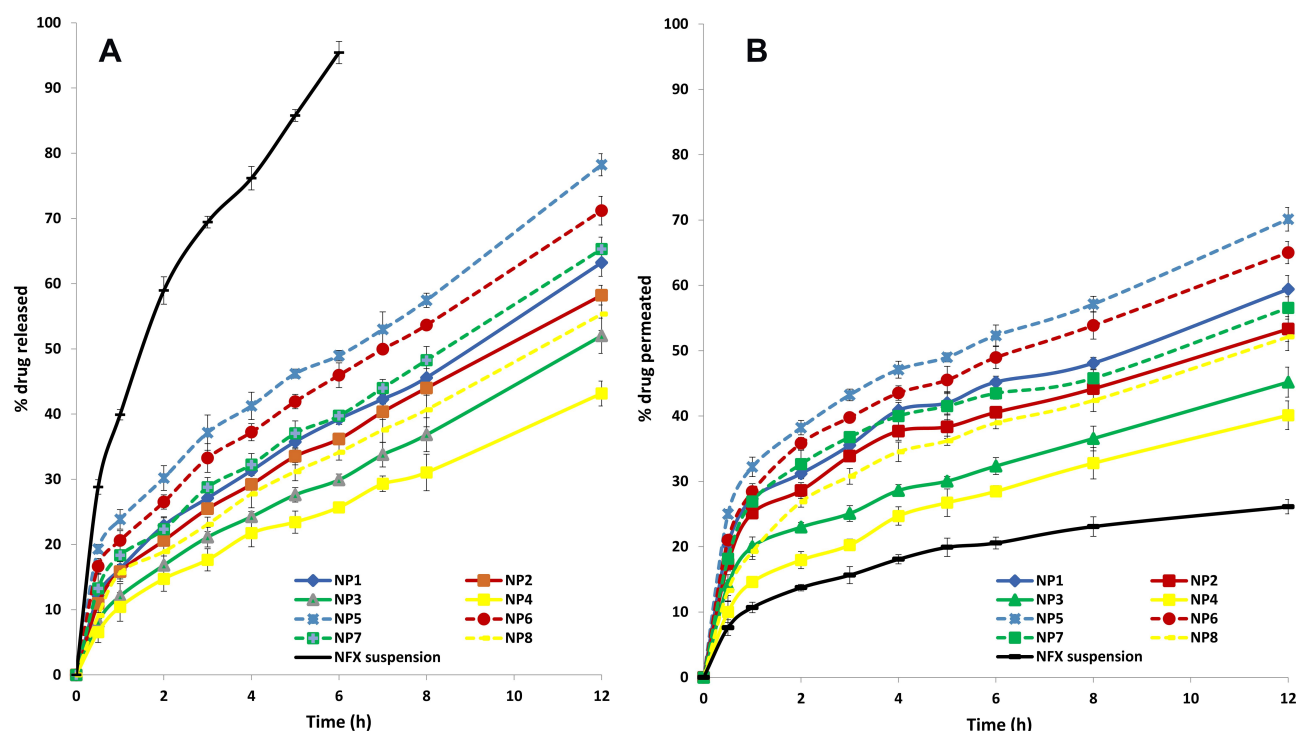 A
% drug released
100
90
80
70
60
50
40
30
20
10
0
0 2 4 6 8 10 12
Time (h)
NP1 NP2
NP3 NP4
NP5 NP6
NP7 NP8
NFX suspension
B
% drug permeated
100
90
80
70
60
50
40
30
20
10
0
0 2 4 6 8 10 12
Time (h)
NP1 NP2
NP3 NP4
NP5 NP6
NP7 NP8
NFX suspension